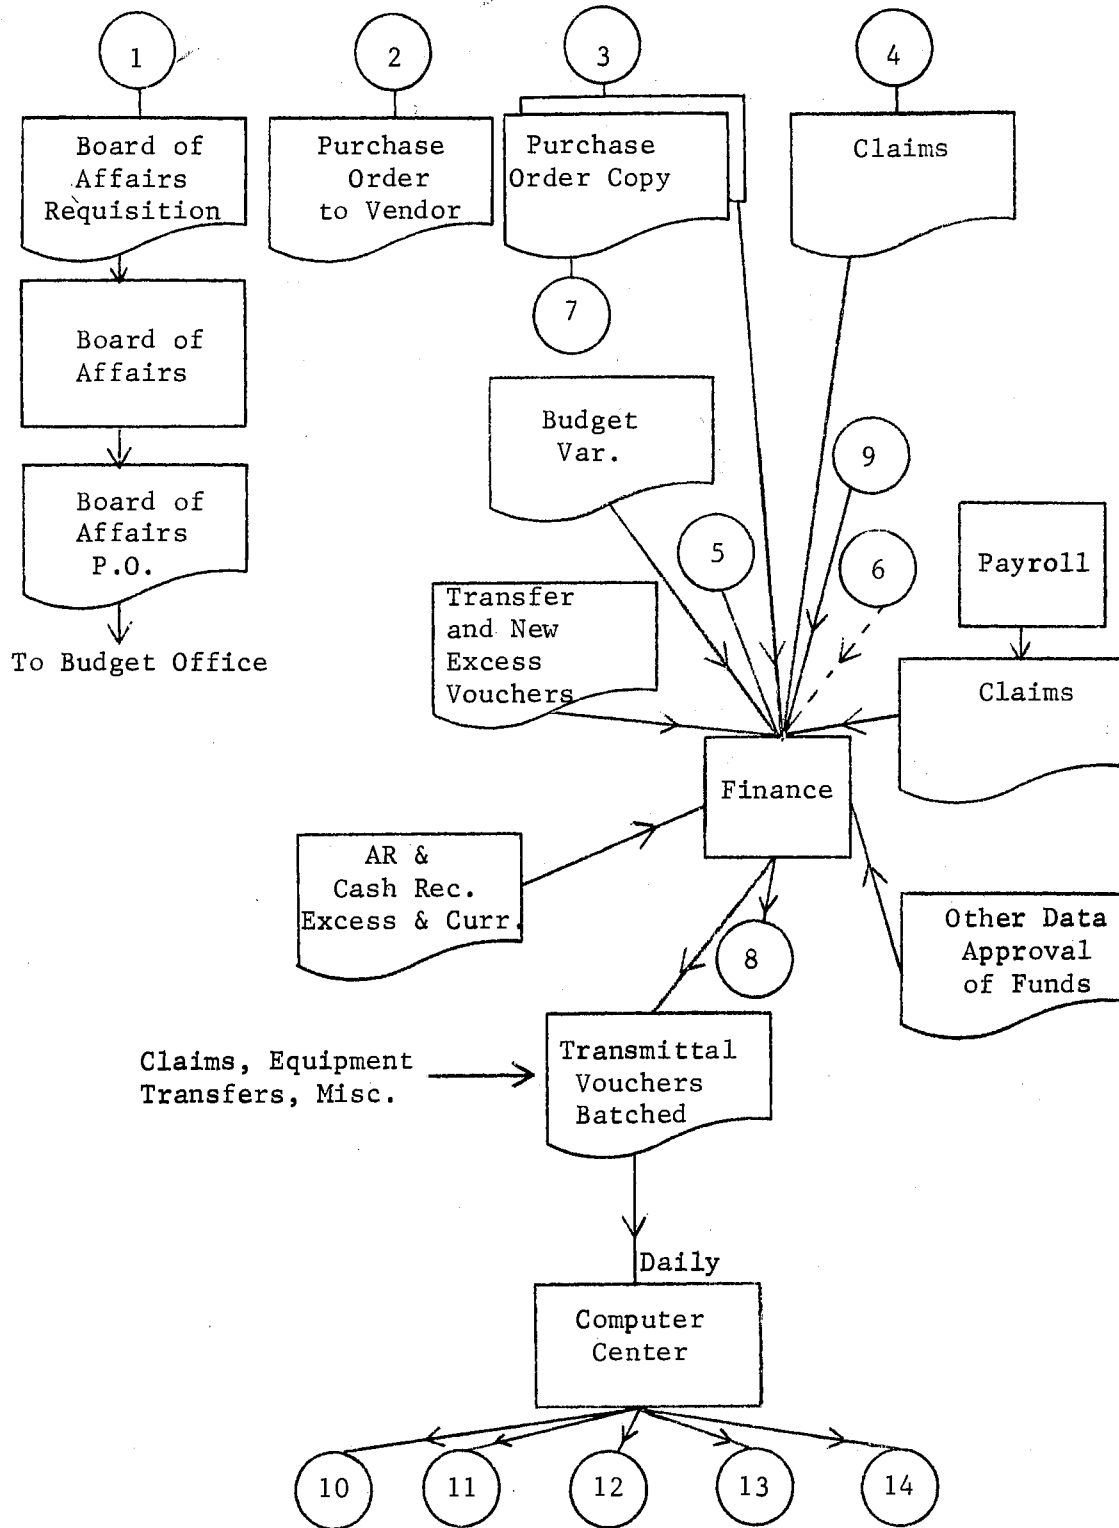 1
2
3
4
Board of
Affairs
Requisition
Purchase
Order
to Vendor
Purchase
Order Copy
Claims
7
Board of
Affairs
Budget
Var.
9
Board of
Affairs
P.O.
5
6
Payroll
To Budget Office
Transfer
and New
Excess
Vouchers
Claims
Finance
AR &
Cash Rec.
Excess & Curr.
8
Other Data
Approval
of Funds
Claims, Equipment
Transfers, Misc.
Transmittal
Vouchers
Batched
Daily
Computer
Center
10
11
12
13
14